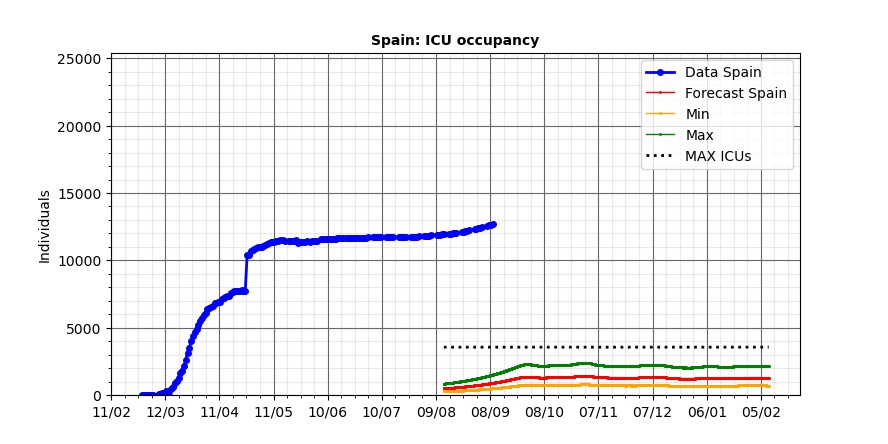 Spain: ICU occupancy
Individuals
25000
20000
15000
10000
5000
0
11/02 12/03 11/04 11/05 10/06 10/07 09/08 08/09 08/10 07/11 07/12 06/01 05/02
Data Spain
Forecast Spain
Min
Max
MAX ICUs